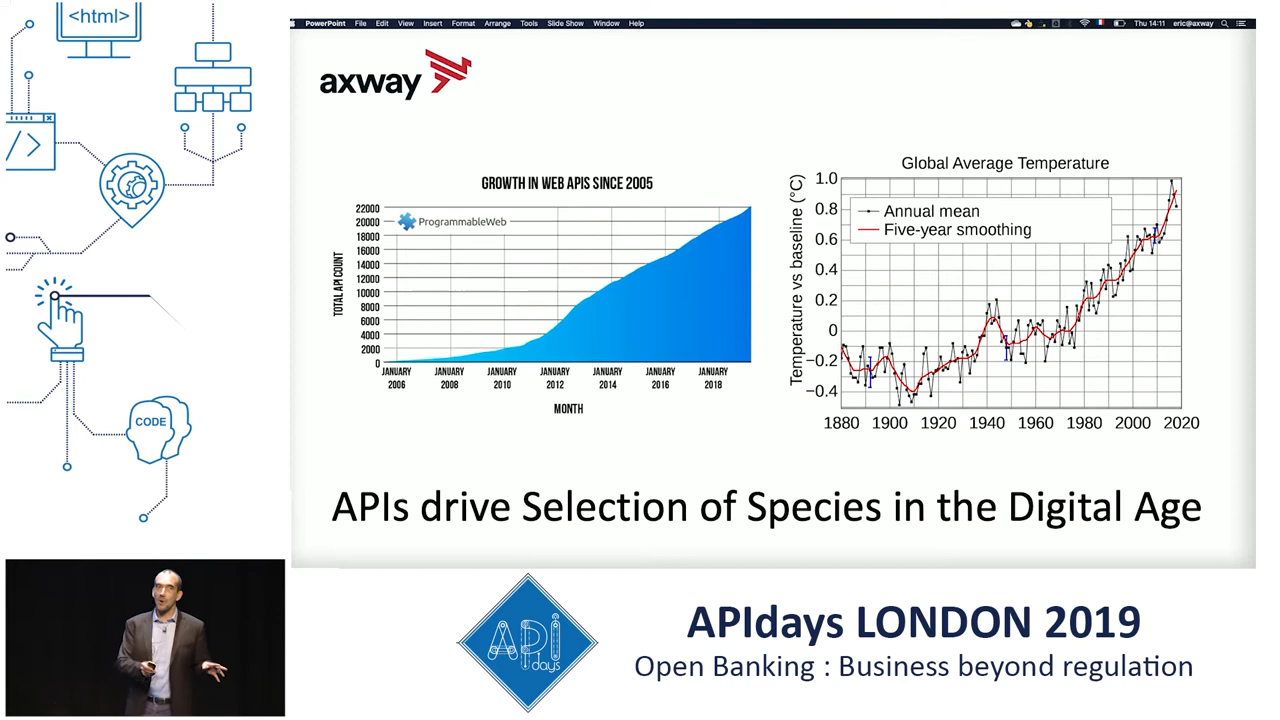 <html>
</>
CODE
PowerPoint File Edit View Insert Format Arrange Tools Slide Show Window Help
Thu 14:11 eric@axway
axway
GROWTH IN WEB APIS SINCE 2005
ProgrammableWeb
TOTAL API COUNT
22000
20000
18000
16000
14000
12000
10000
8000
6000
4000
2000
0
JANUARY JANUARY JANUARY JANUARY JANUARY JANUARY JANUARY
2006 2008 2010 2012 2014 2016 2018
MONTH
Global Average Temperature
Temperature vs baseline (°C)
Annual mean
Five-year smoothing
1.0
0.8
0.6
0.4
0.2
0
−0.2
−0.4
1880 1900 1920 1940 1960 1980 2000 2020
APIs drive Selection of Species in the Digital Age
APi
days
APIdays LONDON 2019
Open Banking : Business beyond regulation